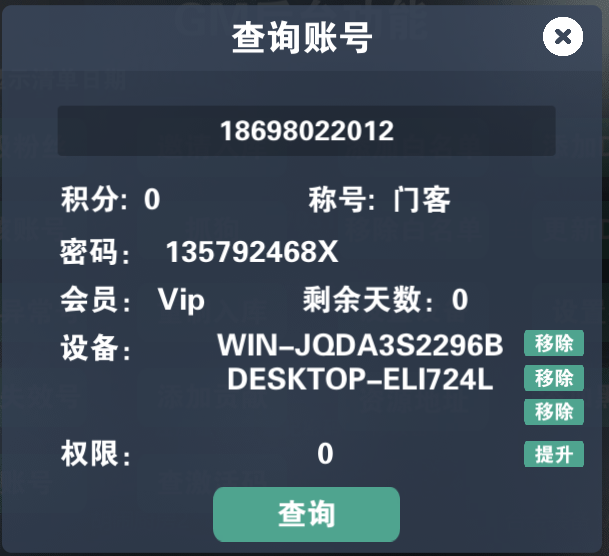 查询账号
18698022012
积分: 0 称号: 门客
密码: 135792468X
会员: Vip 剩余天数: 0
设备: WIN-JQDA3S2296B 移除
DESKTOP-ELI724L 移除
移除
权限: 0 提升
查询